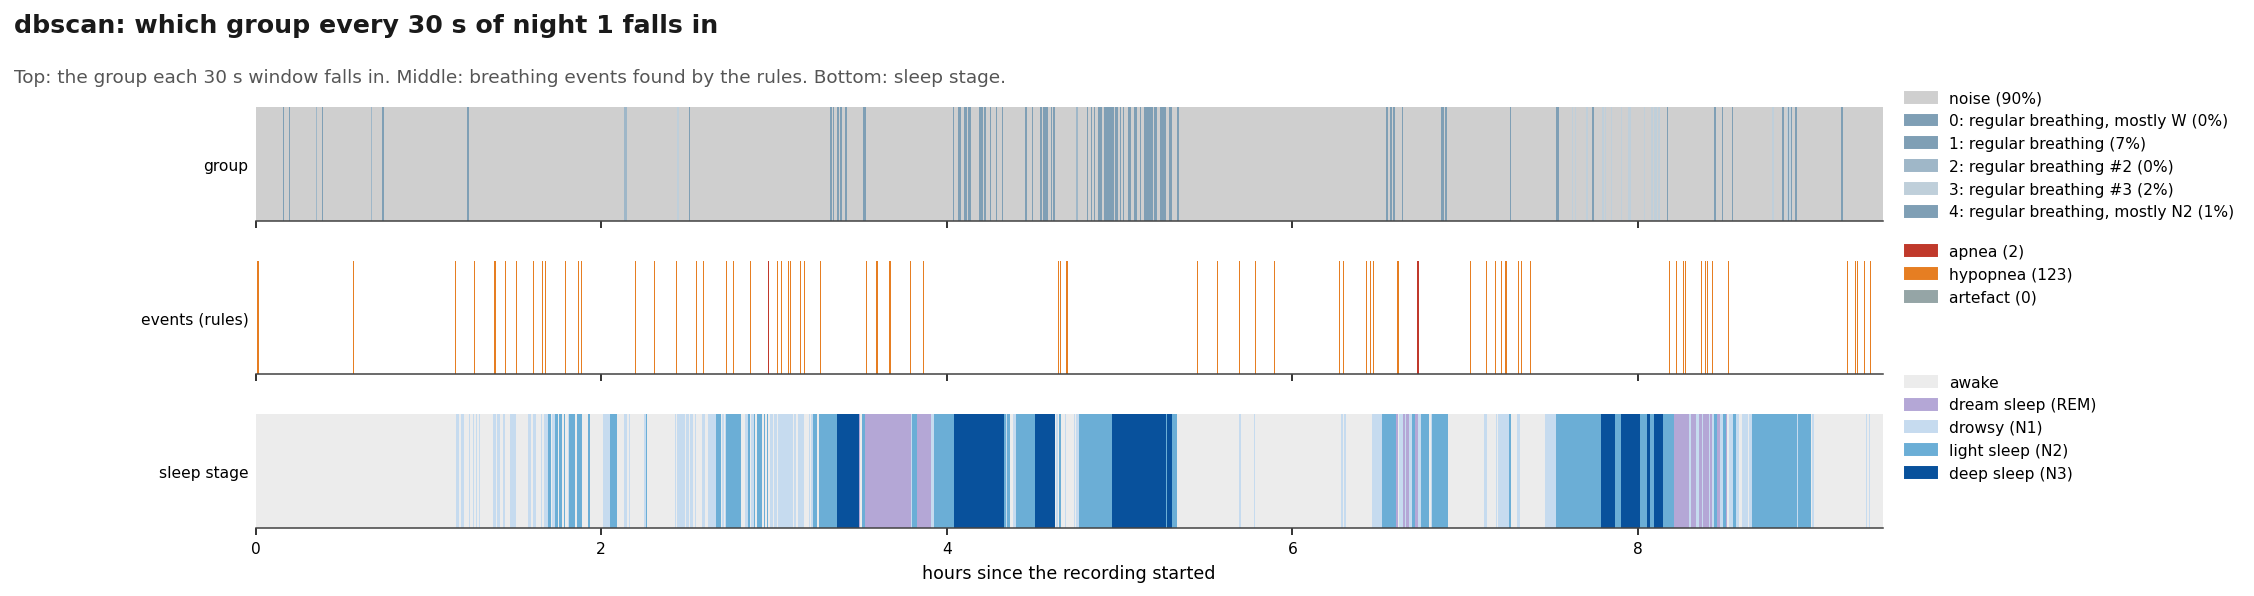 dbscan: which group every 30 s of night 1 falls in
Top: the group each 30 s window falls in. Middle: breathing events found by the rules. Bottom: sleep stage.
group
noise (90%)
0: regular breathing, mostly W (0%)
1: regular breathing (7%)
2: regular breathing #2 (0%)
3: regular breathing #3 (2%)
4: regular breathing, mostly N2 (1%)
events (rules)
apnea (2)
hypopnea (123)
artefact (0)
sleep stage
awake
dream sleep (REM)
drowsy (N1)
light sleep (N2)
deep sleep (N3)
0 2 4 6 8
hours since the recording started